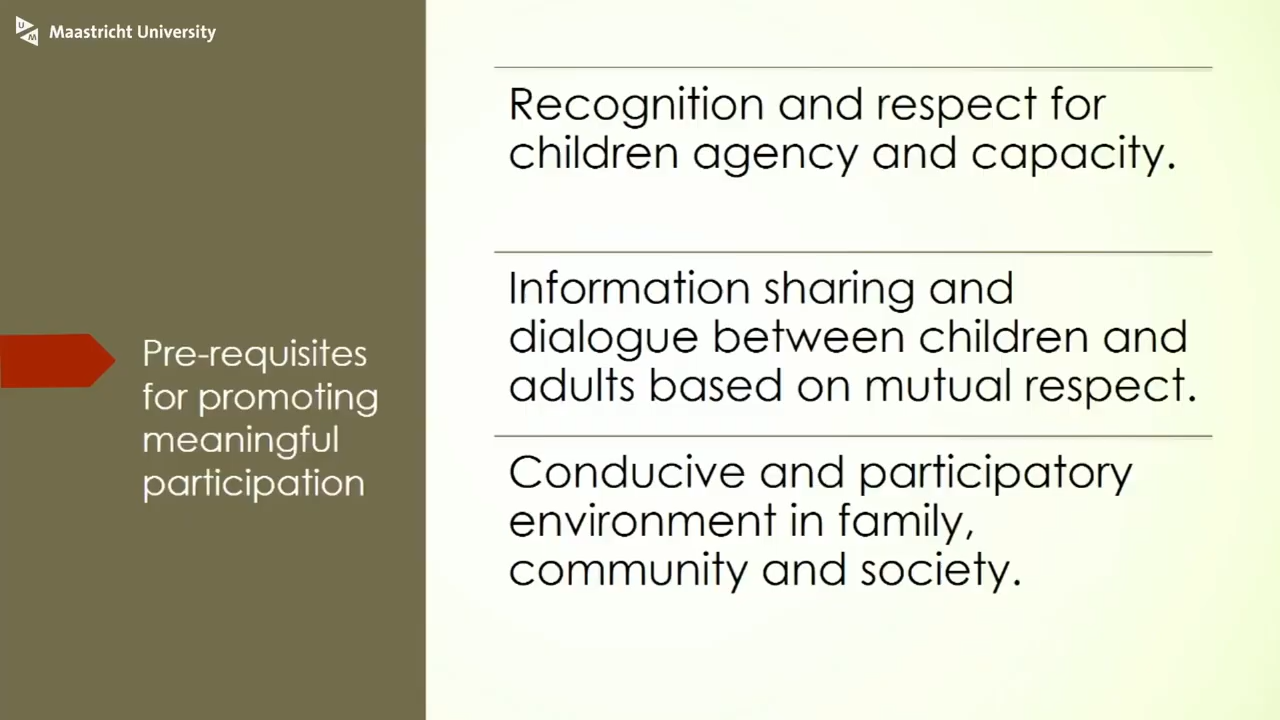 U
M
Maastricht University
Pre-requisites
for promoting
meaningful
participation
Recognition and respect for
children agency and capacity.
Information sharing and
dialogue between children and
adults based on mutual respect.
Conducive and participatory
environment in family,
community and society.